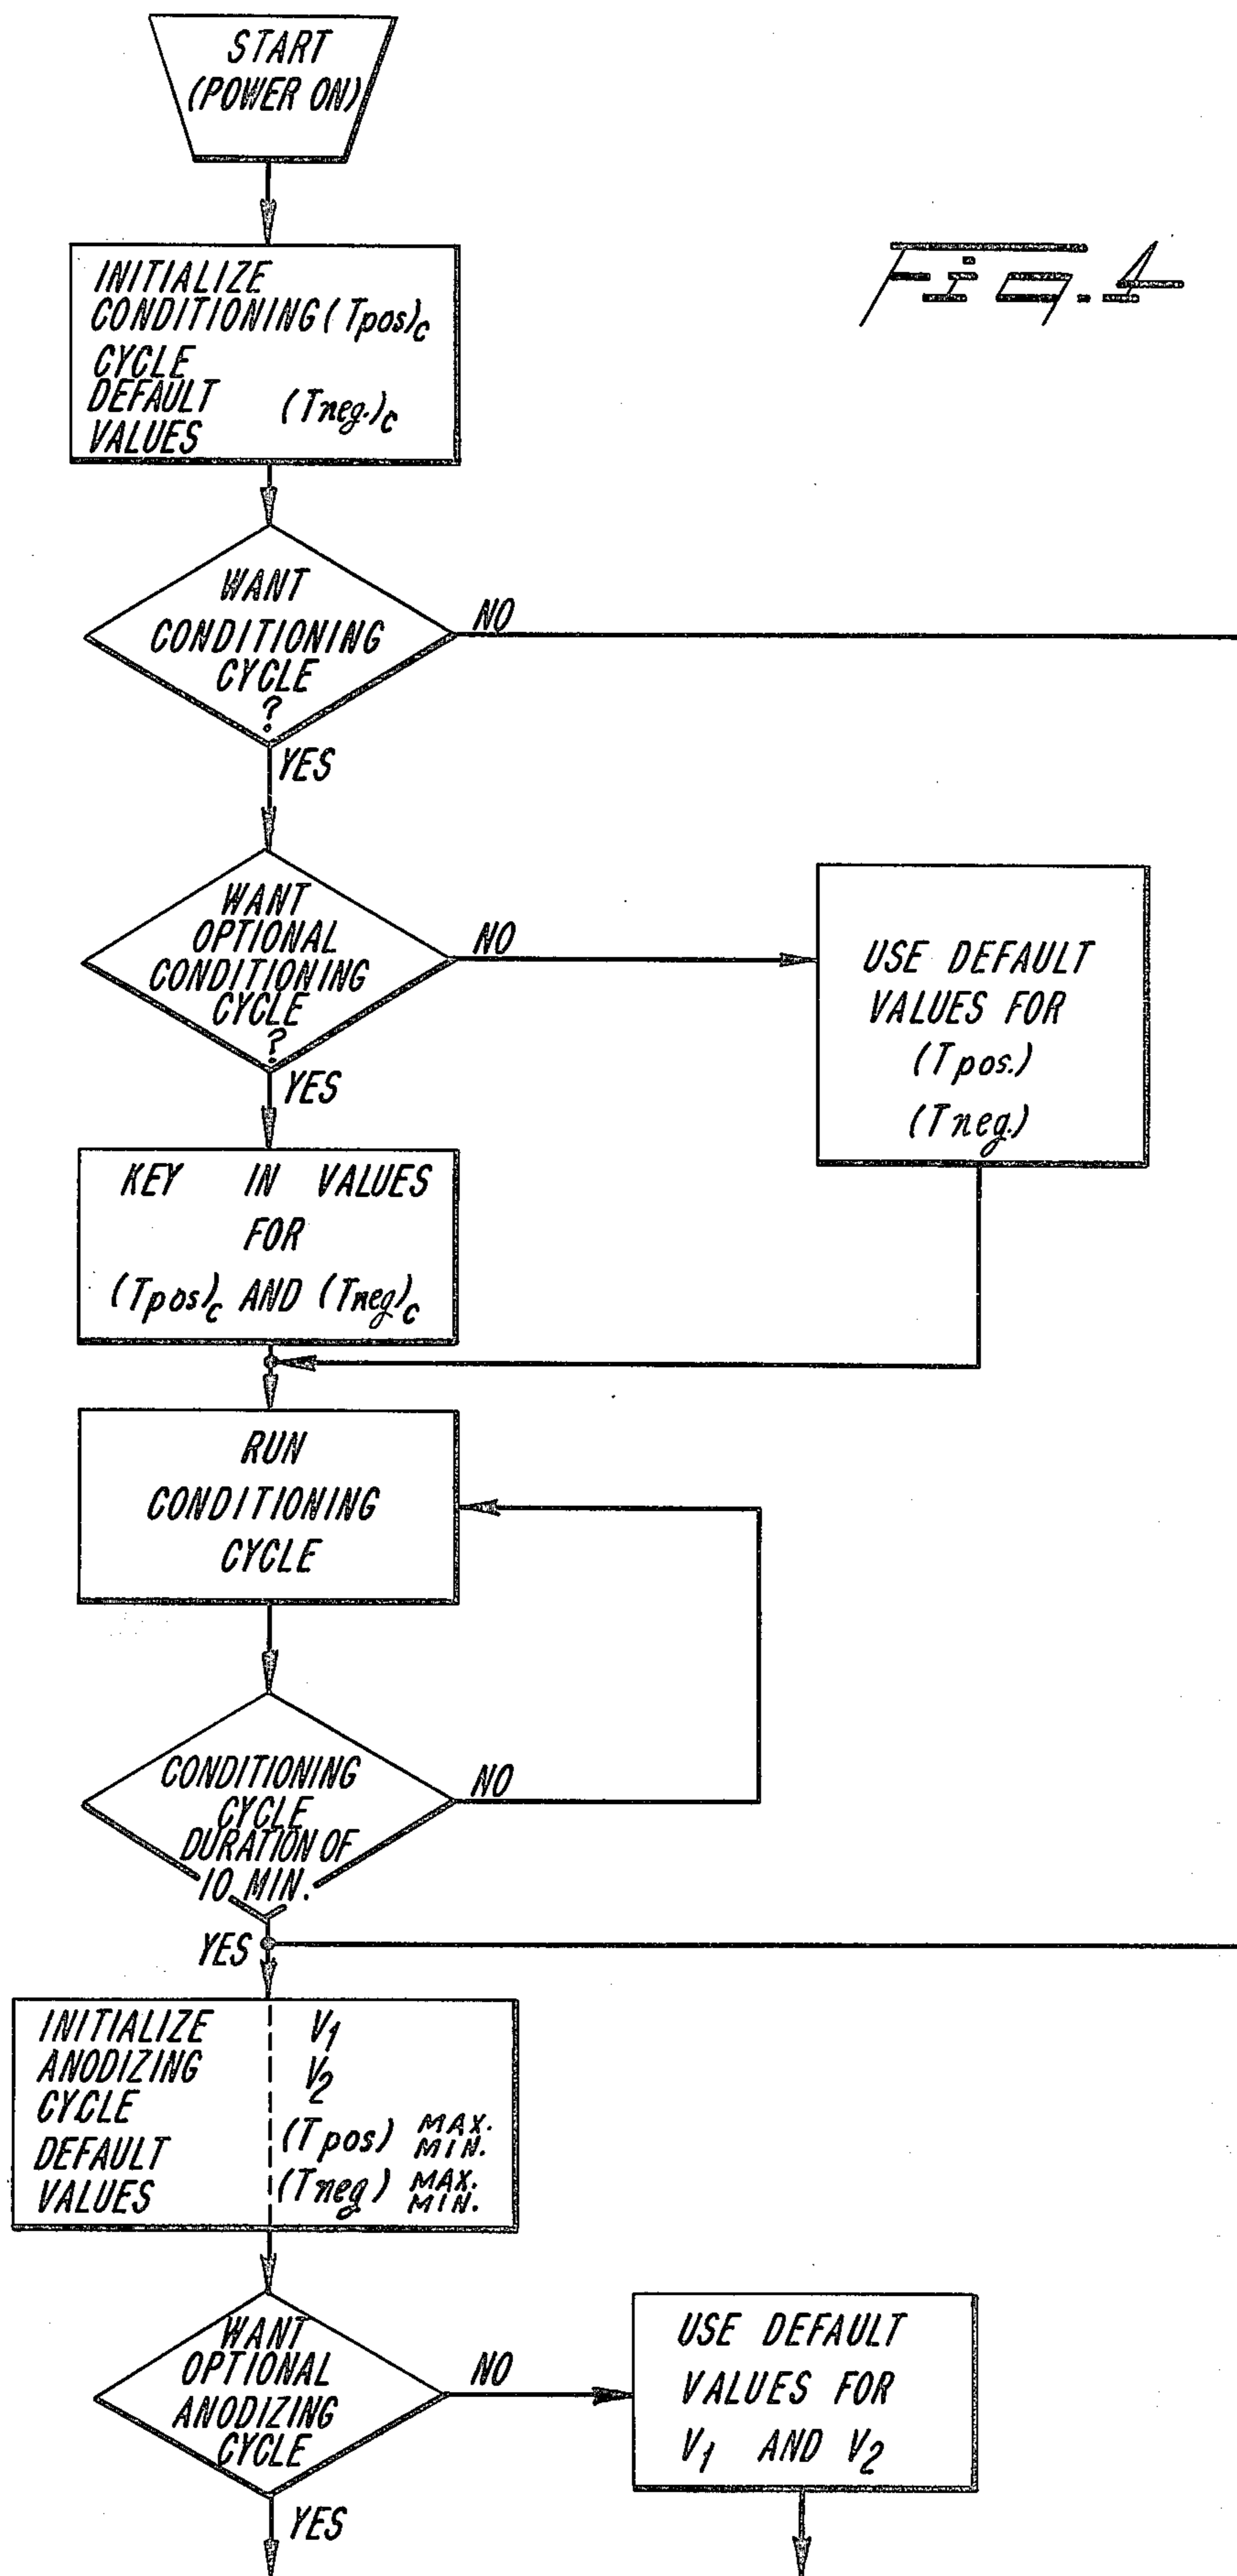 START
(POWER ON)
Fig. 4
INITIALIZE
CONDITIONING (Tpos)c
CYCLE
DEFAULT (Tneg.)c
VALUES
WANT
CONDITIONING
CYCLE
?
NO
YES
WANT
OPTIONAL
CONDITIONING
CYCLE
?
NO
YES
USE DEFAULT
VALUES FOR
(Tpos.)
(Tneg.)
KEY IN VALUES
FOR
(Tpos)c AND (Tneg)c
RUN
CONDITIONING
CYCLE
CONDITIONING
CYCLE
DURATION OF
10 MIN.
NO
YES
INITIALIZE V1
ANODIZING V2
CYCLE (Tpos) MAX. MIN.
DEFAULT (Tneg) MAX. MIN.
VALUES
WANT
OPTIONAL
ANODIZING
CYCLE
NO
YES
USE DEFAULT
VALUES FOR
V1 AND V2